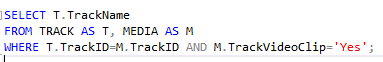 SELECT T.TrackName
FROM TRACK AS T, MEDIA AS M
WHERE T.TrackID=M.TrackID AND M.TrackVideoClip='Yes';